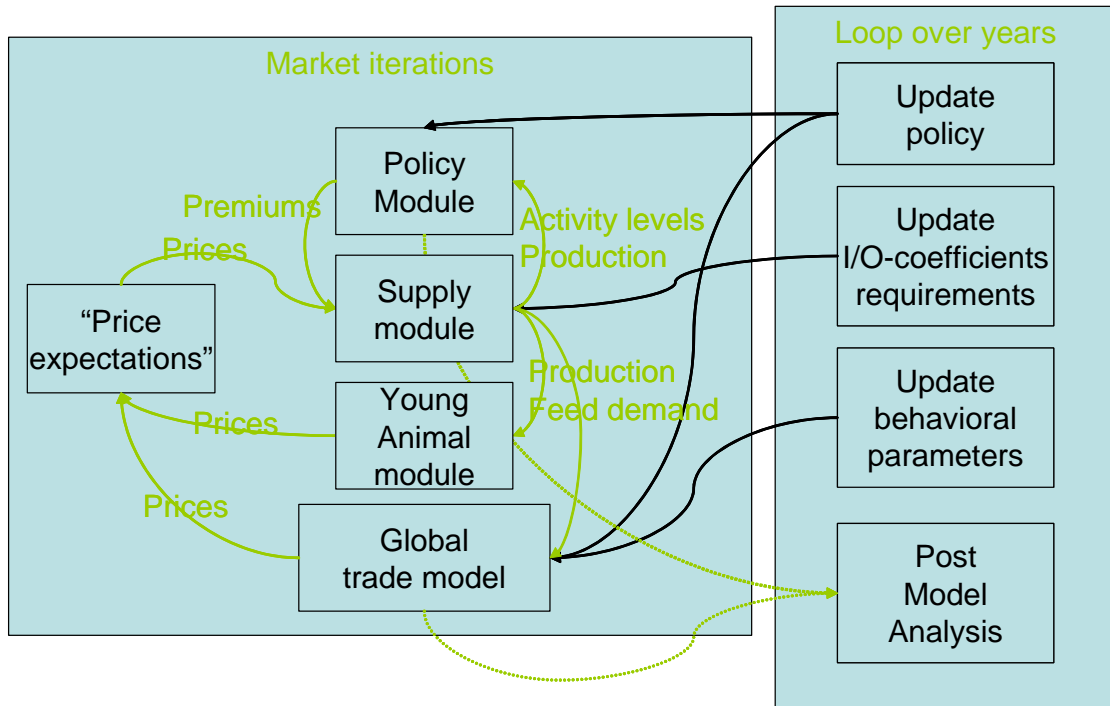 Market iterations
Policy
Module
Premiums
Prices
Activity levels
Production
Supply
module
“Price
expectations”
Production
Feed demand
Young
Animal
module
Prices
Prices
Global
trade model
Loop over years
Update
policy
Update
I/O-coefficients
requirements
Update
behavioral
parameters
Post
Model
Analysis